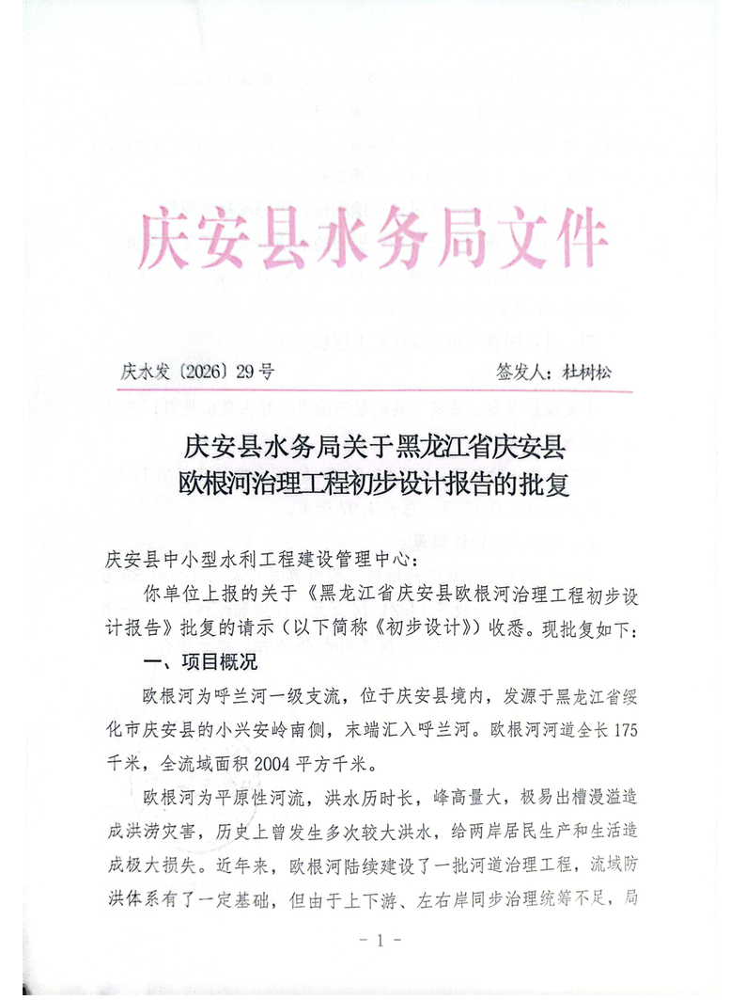 庆安县水务局文件
庆水发〔2026〕29号 签发人：杜树松
庆安县水务局关于黑龙江省庆安县
欧根河治理工程初步设计报告的批复
庆安县中小型水利工程建设管理中心：
你单位上报的关于《黑龙江省庆安县欧根河治理工程初步设
计报告》批复的请示（以下简称《初步设计》）收悉。现批复如下：
一、项目概况
欧根河为呼兰河一级支流，位于庆安县境内，发源于黑龙江省绥
化市庆安县的小兴安岭南侧，末端汇入呼兰河。欧根河河道全长175
千米，全流域面积2004平方千米。
欧根河为平原性河流，洪水历时长，峰高量大，极易出槽漫溢造
成洪涝灾害，历史上曾发生多次较大洪水，给两岸居民生产和生活造
成极大损失。近年来，欧根河陆续建设了一批河道治理工程，流域防
洪体系有了一定基础，但由于上下游、左右岸同步治理统筹不足，局
- 1 -